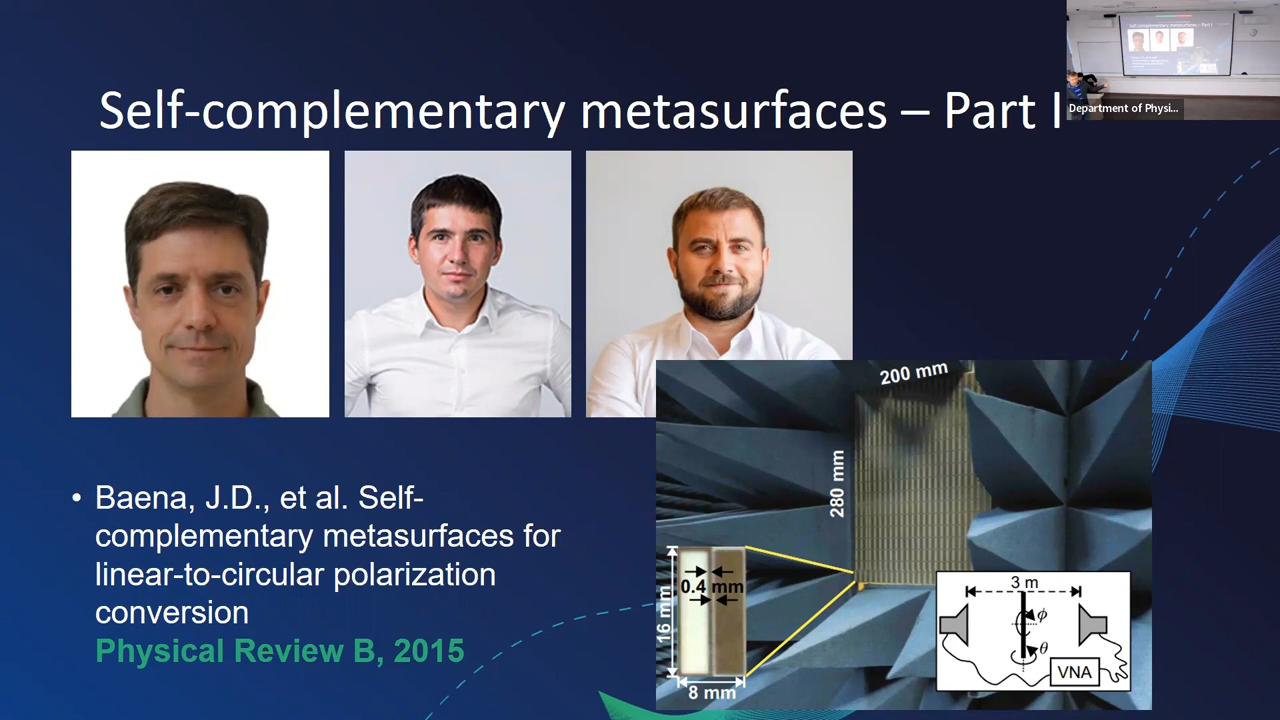 Self-complementary metasurfaces – Part I
Department of Physi...
• Baena, J.D., et al. Self-
complementary metasurfaces for
linear-to-circular polarization
conversion
Physical Review B, 2015
200 mm
280 mm
0.4 mm
16 mm
8 mm
3 m
ϕ
θ
VNA